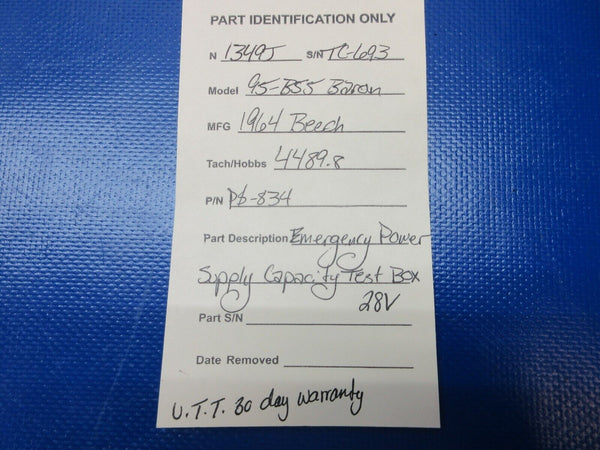 PART IDENTIFICATION ONLY
N 1349J S/N TC-693
Model 95-B55 Baron
MFG 1964 Beech
Tach/Hobbs 4489.8
P/N PS-834
Part Description Emergency Power
Supply Capacity Test Box
28V
Part S/N
Date Removed
U.T.T. 30 day warranty